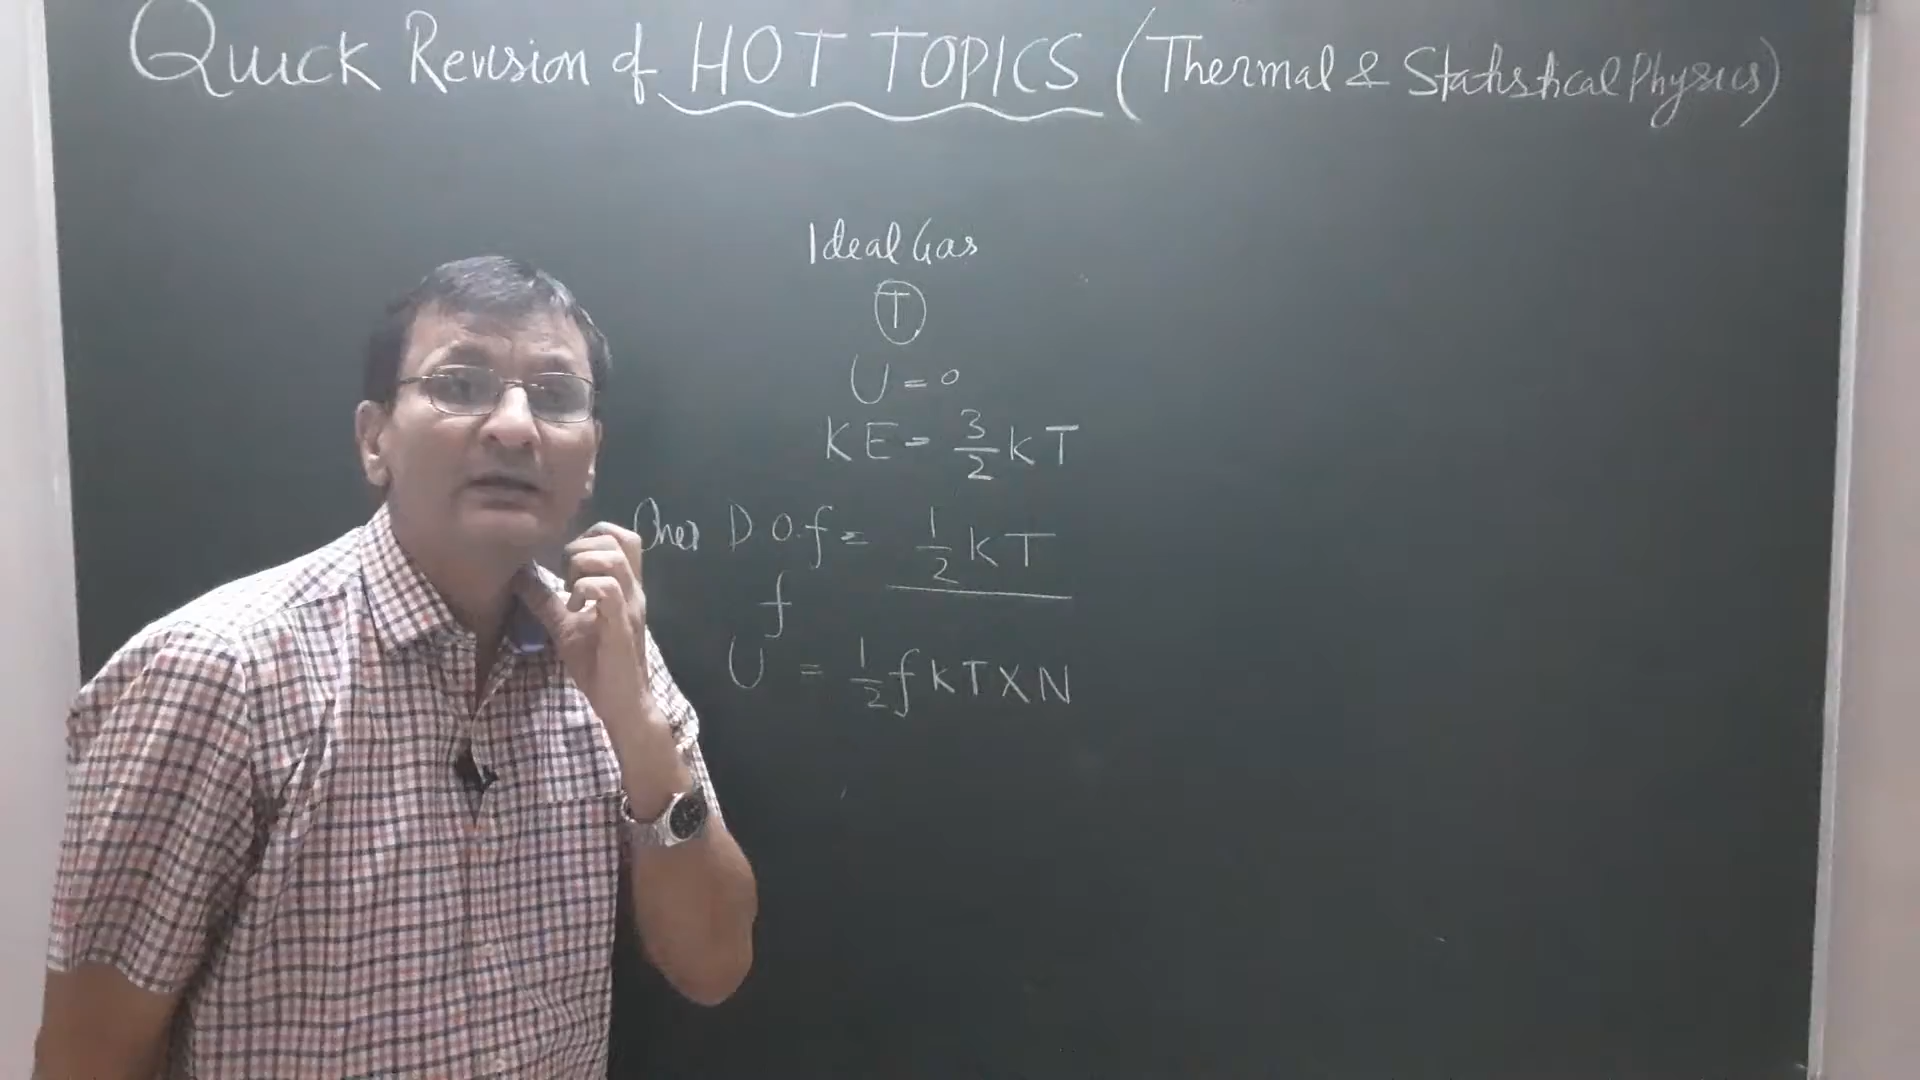 Quick Revision of HOT TOPICS (Thermal & Statistical Physics)
Ideal Gas
T
U = 0
KE = 3/2 kT
One D.O.f = 1/2 kT
f
U = 1/2 f k T X N